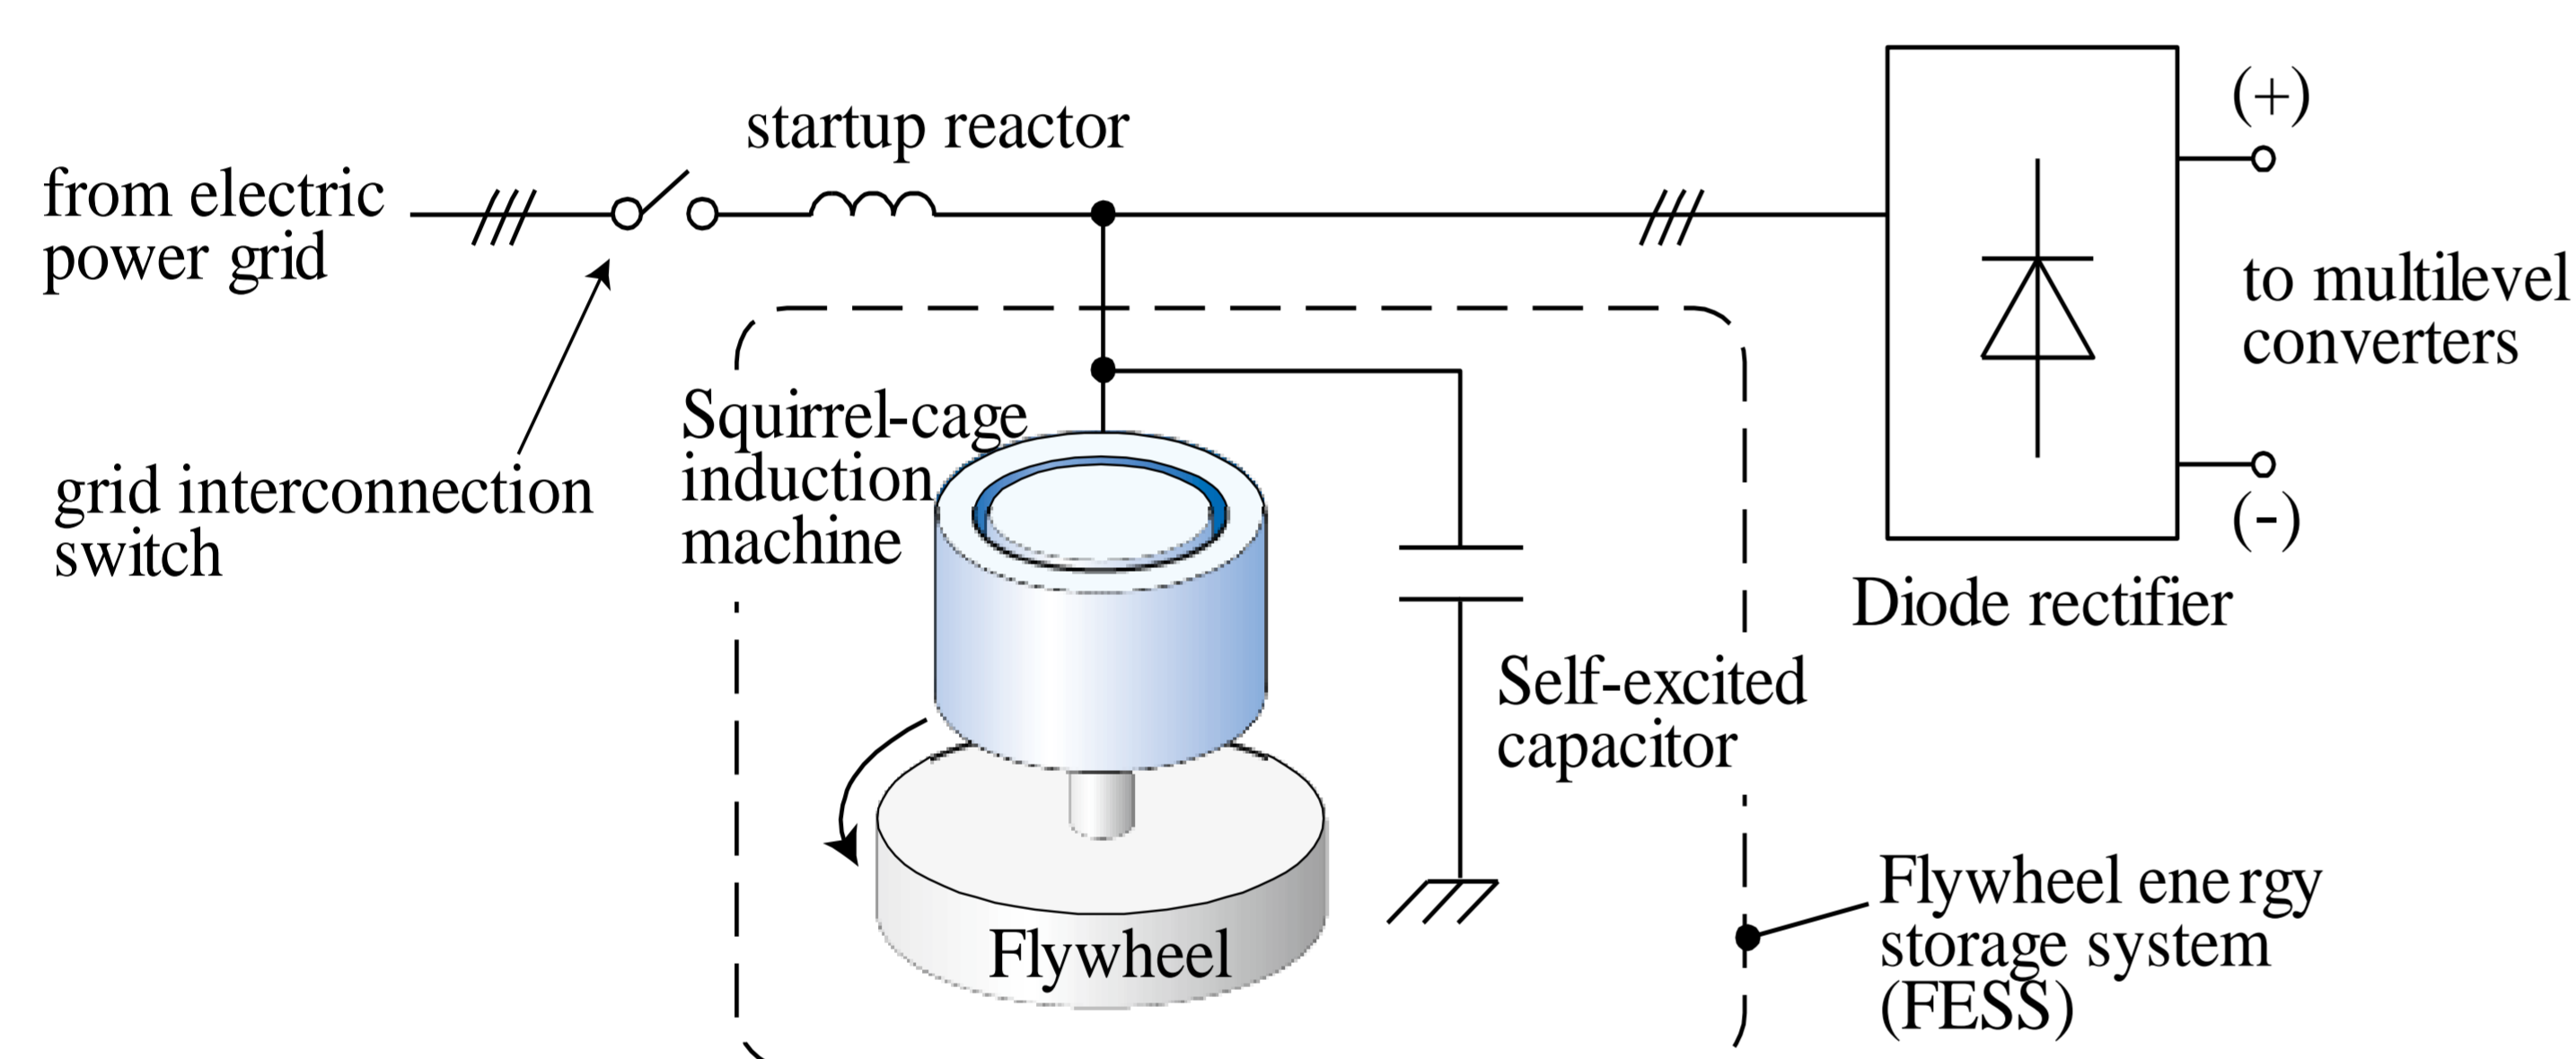 startup reactor
from electric
power grid
(+)
to multilevel
converters
(-)
grid interconnection
switch
Squirrel-cage
induction
machine
Diode rectifier
Self-excited
capacitor
Flywheel
Flywheel energy
storage system
(FESS)